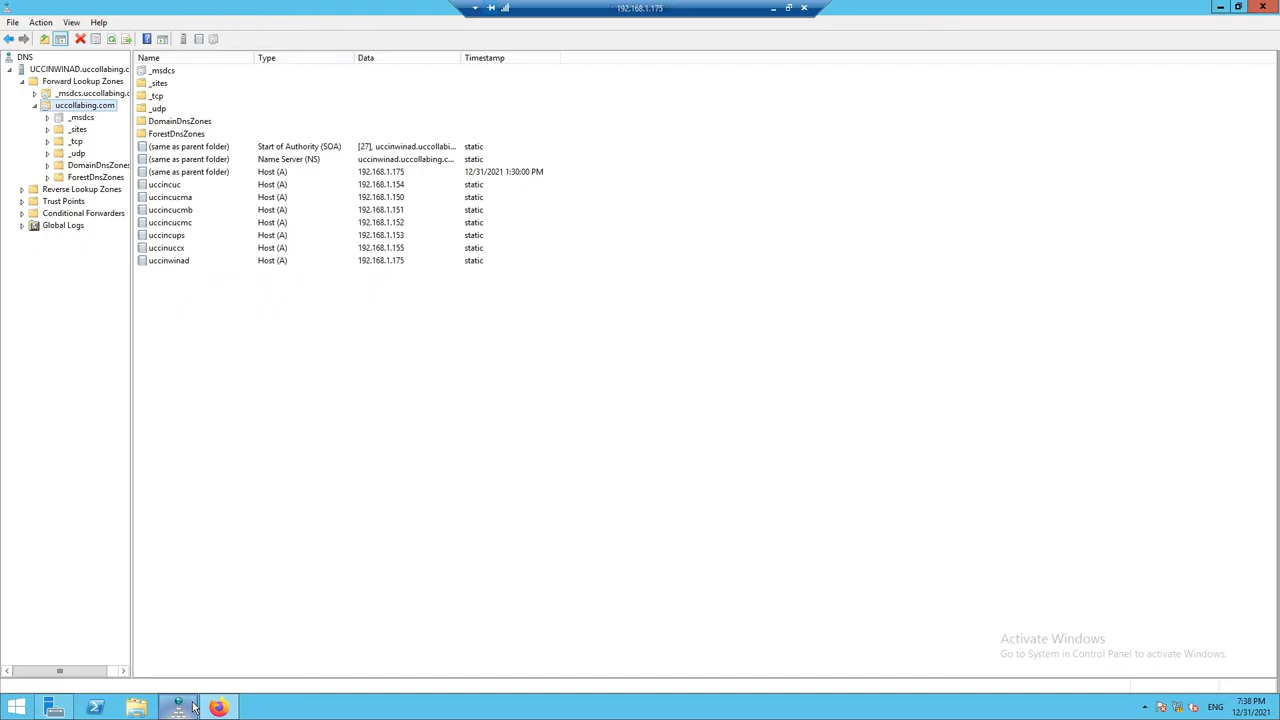 192.168.1.175
File Action View Help
DNS
UCCINWINAD.uccollabing.c
Forward Lookup Zones
_msdcs.uccollabing.c
uccollabing.com
_msdcs
_sites
_tcp
_udp
DomainDnsZones
ForestDnsZones
Reverse Lookup Zones
Trust Points
Conditional Forwarders
Global Logs
Name Type Data Timestamp
_msdcs
_sites
_tcp
_udp
DomainDnsZones
ForestDnsZones
(same as parent folder) Start of Authority (SOA) [27], uccinwinad.uccollabi... static
(same as parent folder) Name Server (NS) uccinwinad.uccollabing.c... static
(same as parent folder) Host (A) 192.168.1.175 12/31/2021 1:30:00 PM
uccincuc Host (A) 192.168.1.154 static
uccincucma Host (A) 192.168.1.150 static
uccincucmb Host (A) 192.168.1.151 static
uccincucmc Host (A) 192.168.1.152 static
uccincups Host (A) 192.168.1.153 static
uccinuccx Host (A) 192.168.1.155 static
uccinwinad Host (A) 192.168.1.175 static
Activate Windows
Go to System in Control Panel to activate Windows.
ENG
7:38 PM
12/31/2021